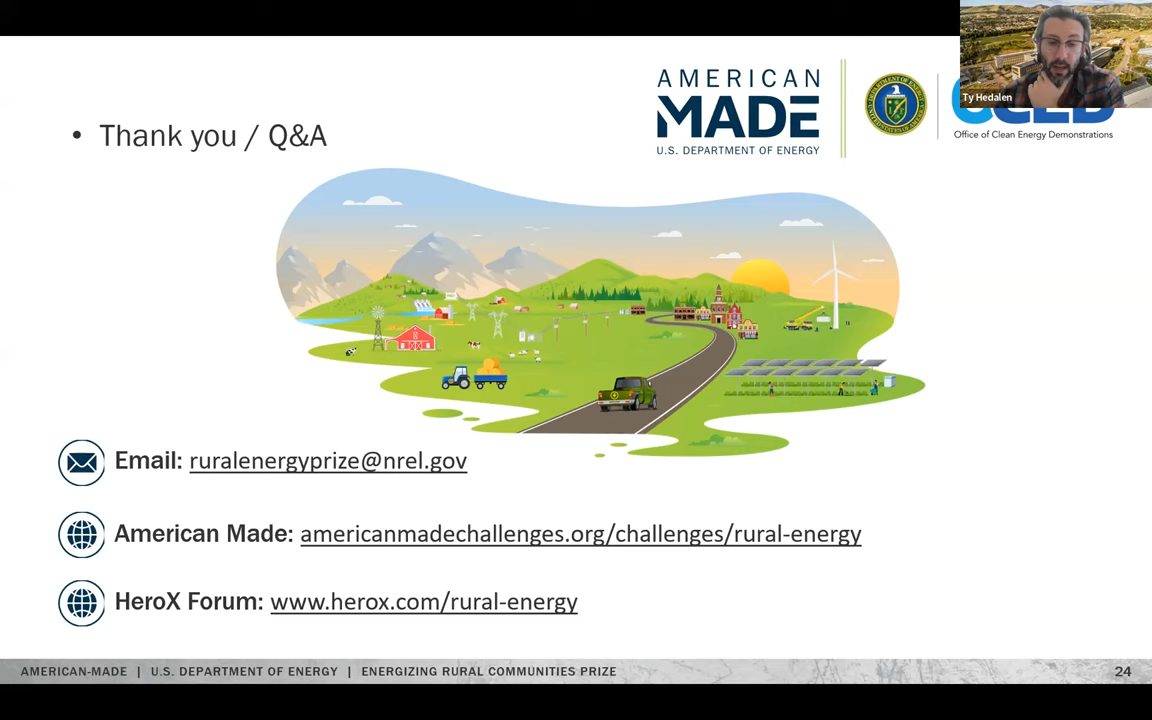 AMERICAN
MADE
U.S. DEPARTMENT OF ENERGY
Office of Clean Energy Demonstrations
Ty Hedalen
• Thank you / Q&A
Email: ruralenergyprize@nrel.gov
American Made: americanmadechallenges.org/challenges/rural-energy
HeroX Forum: www.herox.com/rural-energy
AMERICAN-MADE | U.S. DEPARTMENT OF ENERGY | ENERGIZING RURAL COMMUNITIES PRIZE
24